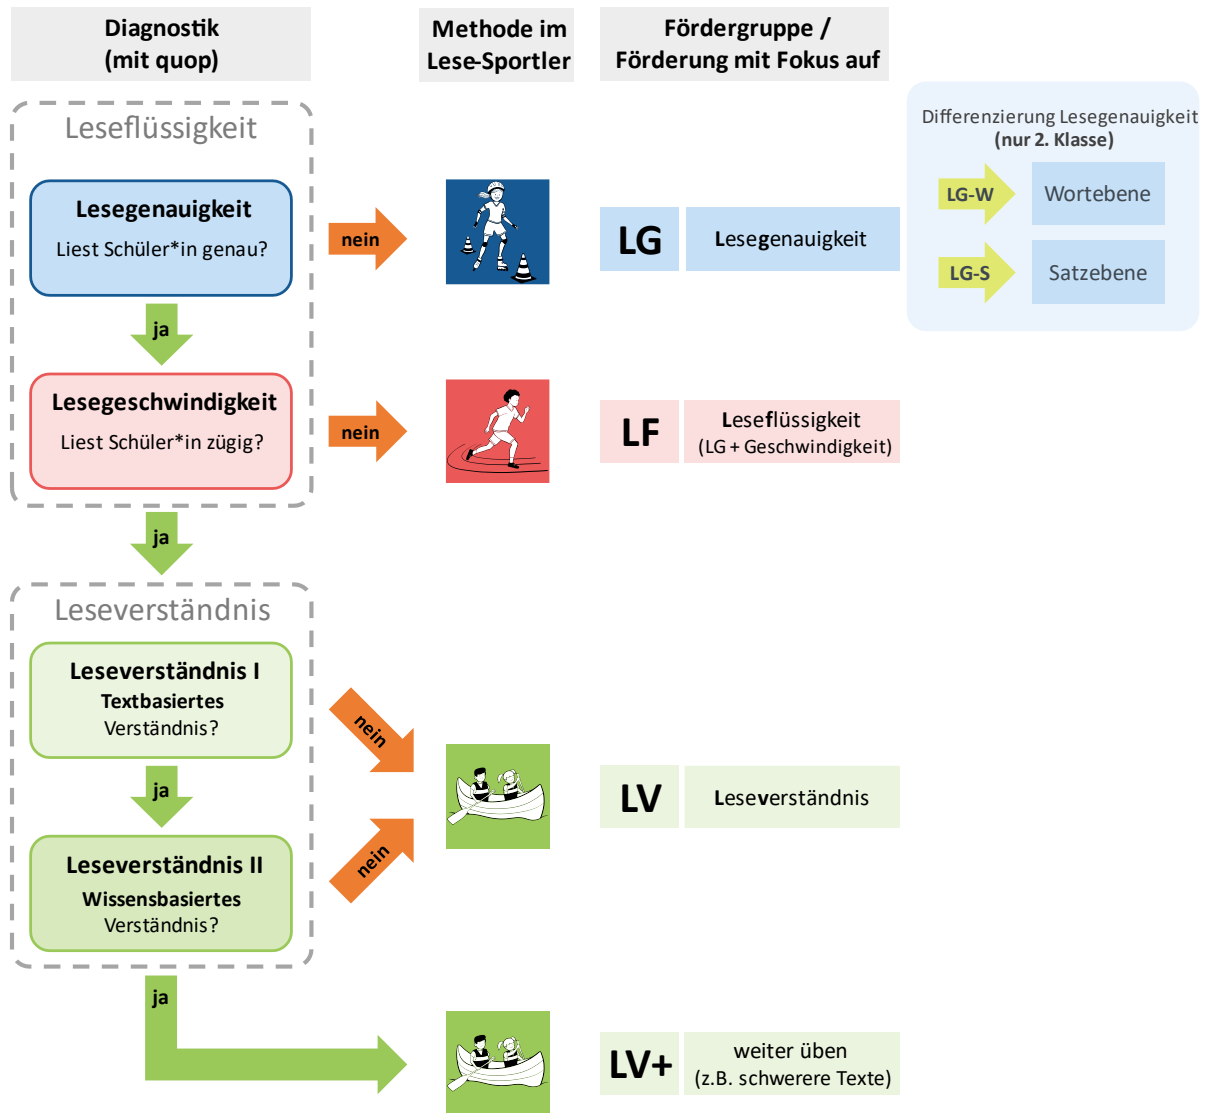 Diagnostik
(mit quop)
Methode im
Lese-Sportler
Fördergruppe /
Förderung mit Fokus auf
Leseflüssigkeit
Lesegenauigkeit
Liest Schüler*in genau?
nein
LG
Lesegenauigkeit
Differenzierung Lesegenauigkeit
(nur 2. Klasse)
LG-W
Wortebene
LG-S
Satzebene
ja
Lesegeschwindigkeit
Liest Schüler*in zügig?
nein
LF
Leseflüssigkeit
(LG + Geschwindigkeit)
ja
Leseverständnis
Leseverständnis I
Textbasiertes
Verständnis?
nein
ja
LV
Leseverständnis
Leseverständnis II
Wissensbasiertes
Verständnis?
nein
ja
LV+
weiter üben
(z.B. schwerere Texte)